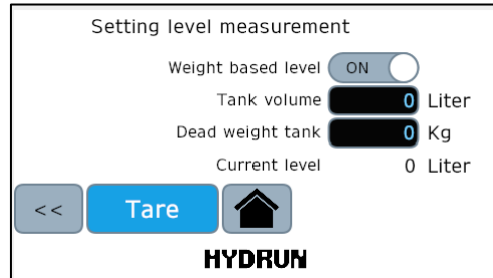 Setting level measurement
Weight based level ON
Tank volume 0 Liter
Dead weight tank 0 Kg
Current level 0 Liter
<< Tare
HYDRUN